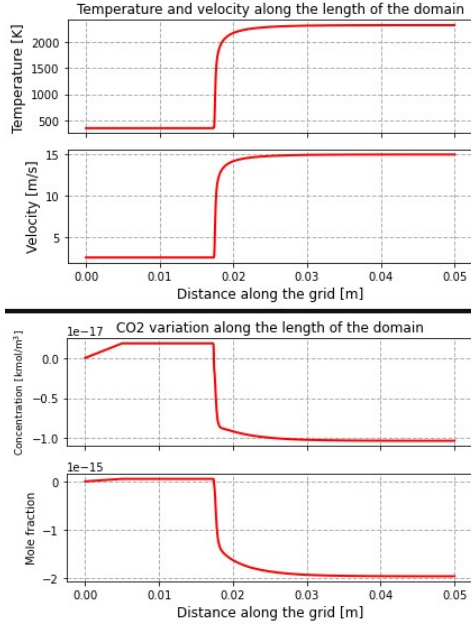 Temperature and velocity along the length of the domain
Temperature [K]
2000
1500
1000
500
Velocity [m/s]
15
10
5
0.00 0.01 0.02 0.03 0.04 0.05
Distance along the grid [m]
CO2 variation along the length of the domain
1e-17
Concentration [kmol/m³]
0.0
−0.5
−1.0
1e-15
Mole fraction
0
−1
−2
0.00 0.01 0.02 0.03 0.04 0.05
Distance along the grid [m]